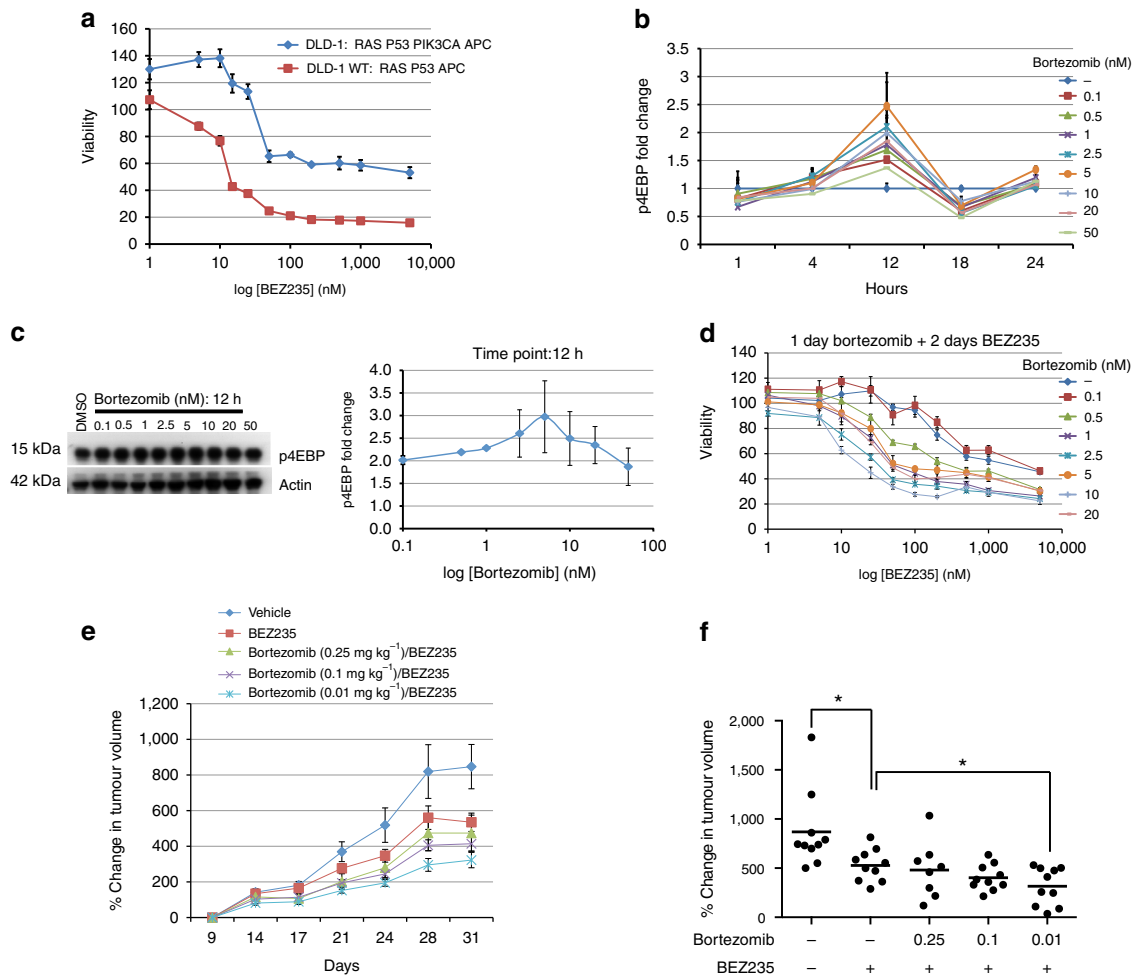 a
160
140
120
100
80
60
40
20
0
Viability
DLD-1: RAS P53 PIK3CA APC
DLD-1 WT: RAS P53 APC
1 10 100 1,000 10,000
log [BEZ235] (nM)
b
3.5
3
2.5
2
1.5
1
0.5
0
p4EBP fold change
1 4 12 18 24
Hours
Bortezomib (nM)
–
0.1
0.5
1
2.5
5
10
20
50
c
DMSO
Bortezomib (nM): 12 h
0.1 0.5 1 2.5 5 10 20 50
15 kDa
p4EBP
42 kDa
Actin
Time point:12 h
4.0
3.5
3.0
2.5
2.0
1.5
1.0
0.5
0.0
p4EBP fold change
0.1 1 10 100
log [Bortezomib] (nM)
d
1 day bortezomib + 2 days BEZ235
140
120
100
80
60
40
20
0
Viability
1 10 100 1,000 10,000
log [BEZ235] (nM)
Bortezomib (nM)
–
0.1
0.5
1
2.5
5
10
20
e
Vehicle
BEZ235
Bortezomib (0.25 mg kg⁻¹)/BEZ235
Bortezomib (0.1 mg kg⁻¹)/BEZ235
Bortezomib (0.01 mg kg⁻¹)/BEZ235
1,200
1,000
800
600
400
200
0
% Change in tumour volume
9 14 17 21 24 28 31
Days
f
2,000
1,500
1,000
500
0
% Change in tumour volume
*
*
Bortezomib – – 0.25 0.1 0.01
BEZ235 – + + + +